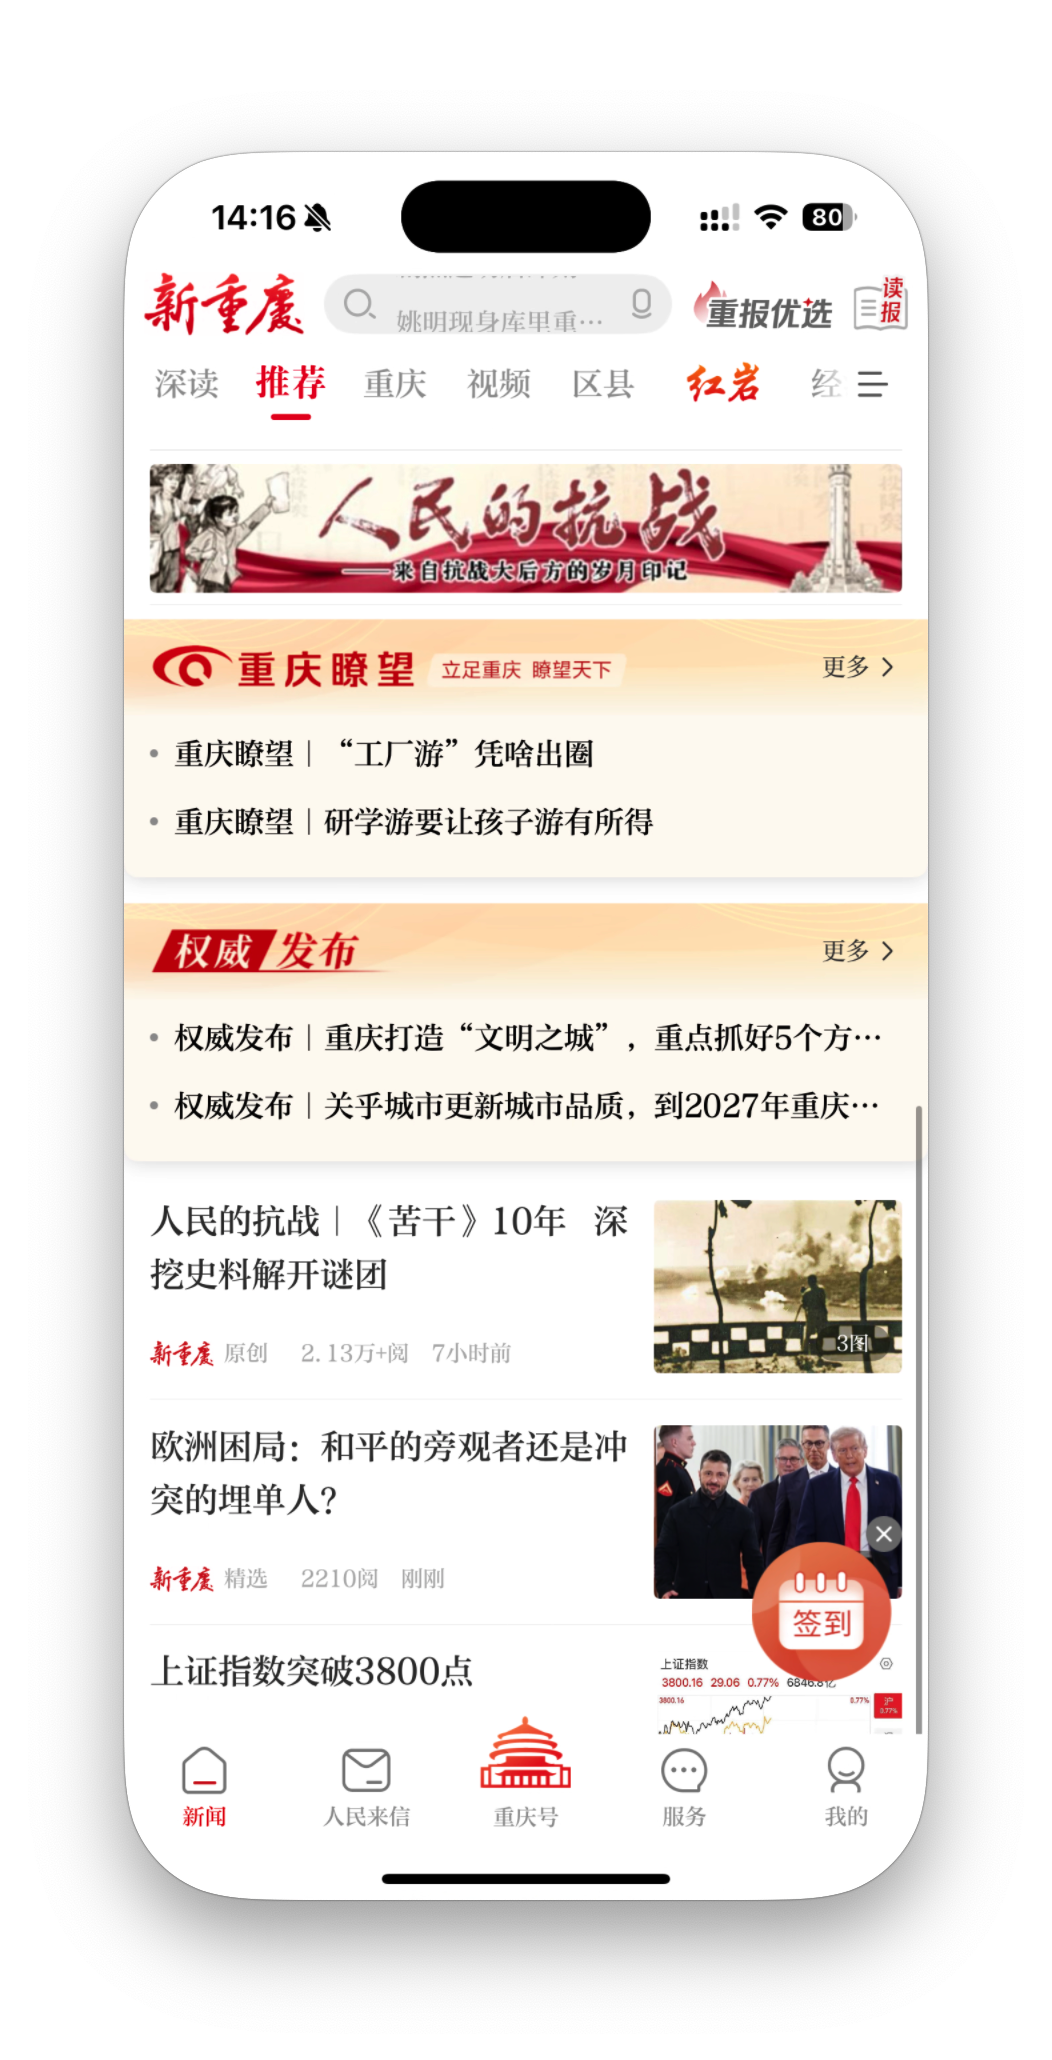 14:16
80
新重庆
姚明现身库里重…
重报优选
读报
深读
推荐
重庆
视频
区县
红岩
经
人民的抗战
——来自抗战大后方的岁月印记
重庆瞭望
立足重庆 瞭望天下
更多
重庆瞭望｜“工厂游”凭啥出圈
重庆瞭望｜研学游要让孩子游有所得
权威发布
更多
权威发布｜重庆打造“文明之城”，重点抓好5个方…
权威发布｜关乎城市更新城市品质，到2027年重庆…
人民的抗战｜《苦干》10年 深
挖史料解开谜团
3图
新重庆 原创 2.13万+阅 7小时前
欧洲困局：和平的旁观者还是冲
突的埋单人？
新重庆 精选 2210阅 刚刚
签到
上证指数突破3800点
上证指数
3800.16 29.06 0.77% 6846.8亿
3800.16
0.77%
沪
0.77%
新闻
人民来信
重庆号
服务
我的